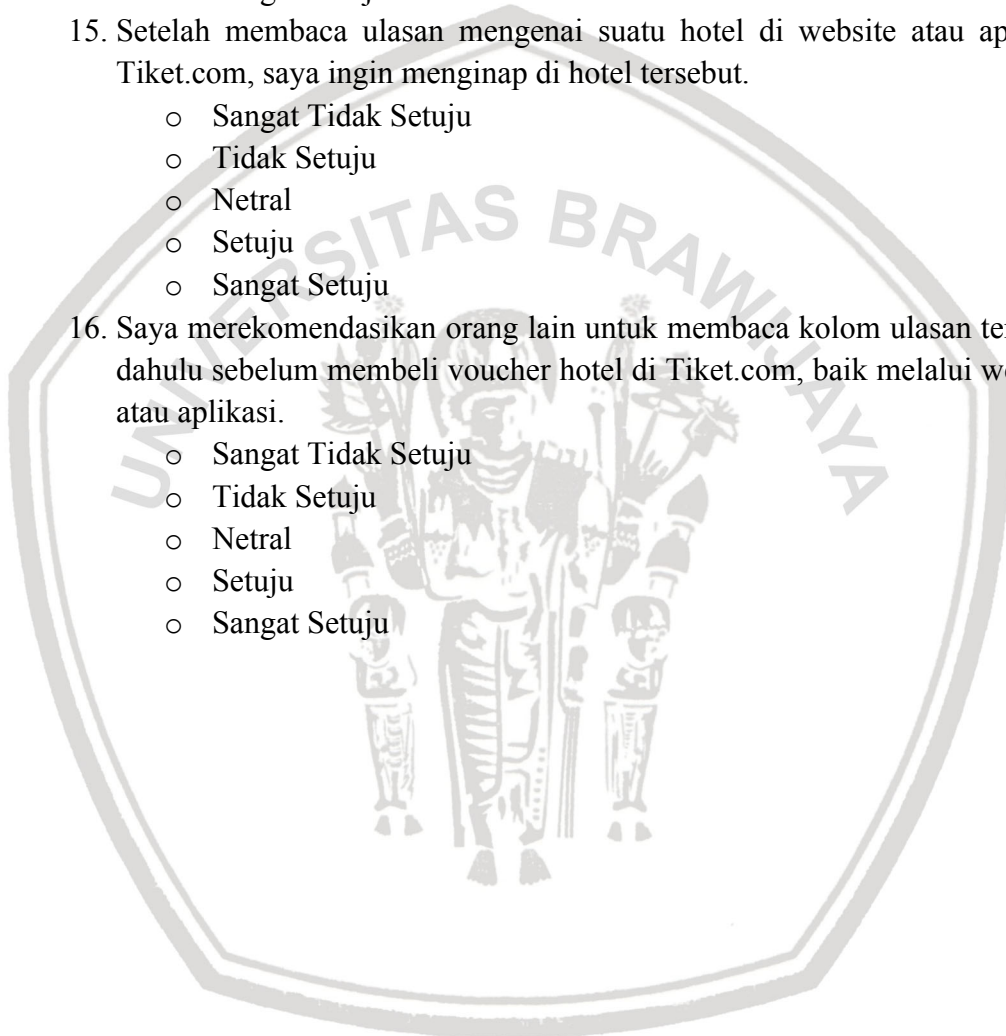 15. Setelah membaca ulasan mengenai suatu hotel di website atau
Tiket.com, saya ingin menginap di hotel tersebut.
o Sangat Tidak Setuju
o Tidak Setuju
o Netral
o Setuju
o Sangat Setuju
16. Saya merekomendasikan orang lain untuk membaca kolom ulasan
dahulu sebelum membeli voucher hotel di Tiket.com, baik melalui
atau aplikasi.
o Sangat Tidak Setuju
o Tidak Setuju
o Netral
o Setuju
o Sangat Setuju
UNIVERSITAS BRAWIJAYA